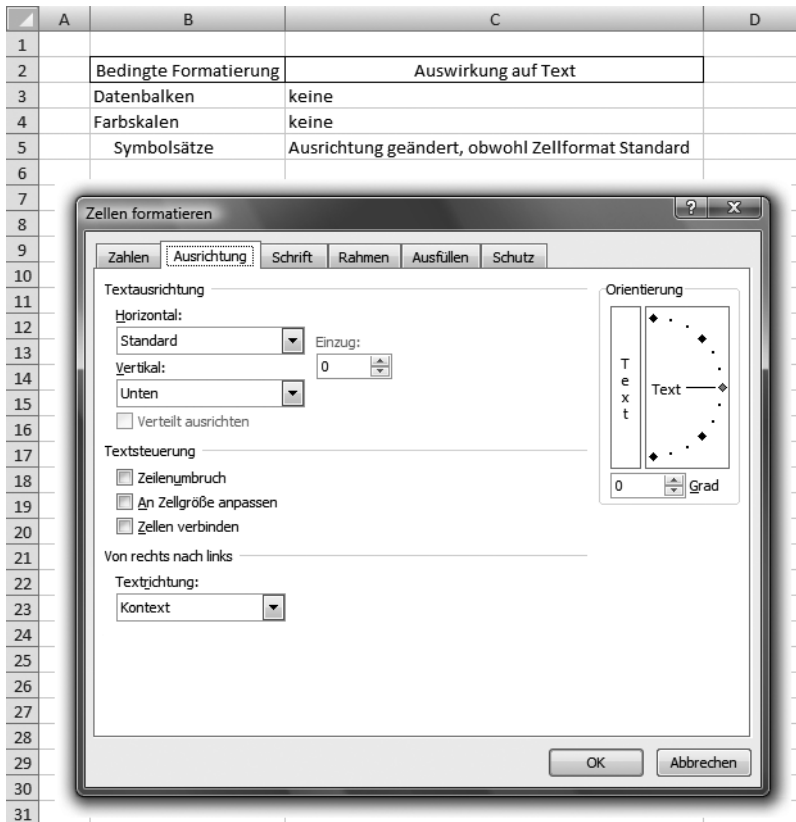 A B C D
1
2 Bedingte Formatierung Auswirkung auf Text
3 Datenbalken keine
4 Farbskalen keine
5 Symbolsätze Ausrichtung geändert, obwohl Zellformat Standard
6
7
8
9
10
11
12
13
14
15
16
17
18
19
20
21
22
23
24
25
26
27
28
29
30
31
Zellen formatieren ? x
Zahlen Ausrichtung Schrift Rahmen Ausfüllen Schutz
Textausrichtung
Horizontal:
Standard
Einzug:
0
Vertikal:
Unten
Verteilt ausrichten
Textsteuerung
Zeilenumbruch
An Zellgröße anpassen
Zellen verbinden
Von rechts nach links
Textrichtung:
Kontext
Orientierung
T
e
x
t
Text
0 Grad
OK Abbrechen